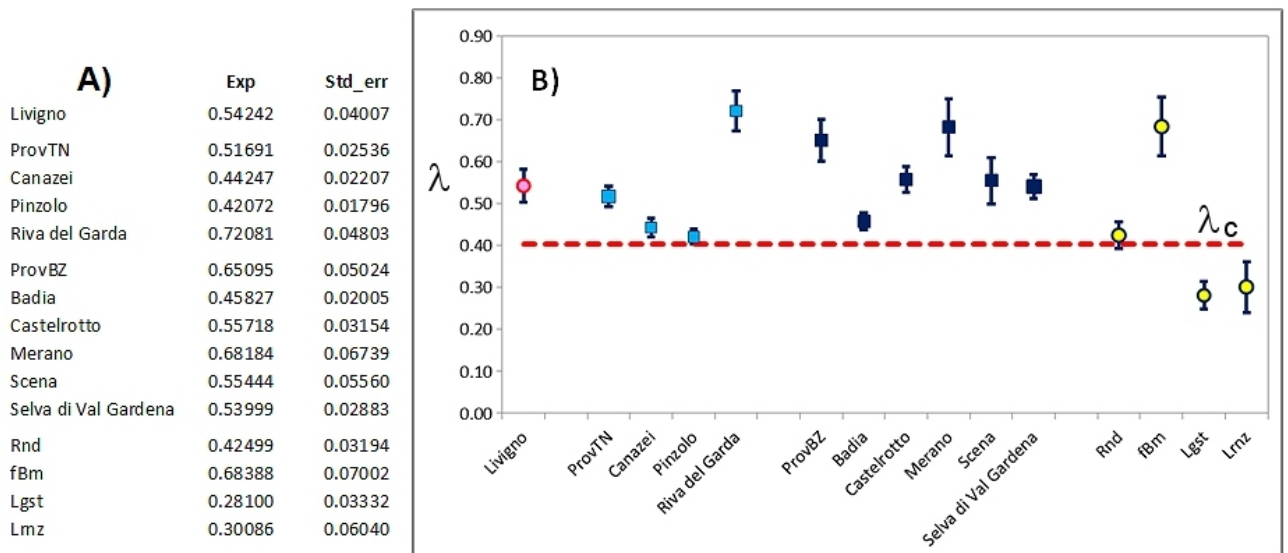 A) Exp Std_err
Livigno 0.54242 0.04007
ProvTN 0.51691 0.02536
Canazei 0.44247 0.02207
Pinzolo 0.42072 0.01796
Riva del Garda 0.72081 0.04803
ProvBZ 0.65095 0.05024
Badia 0.45827 0.02005
Castelrotto 0.55718 0.03154
Merano 0.68184 0.06739
Scena 0.55444 0.05560
Selva di Val Gardena 0.53999 0.02883
Rnd 0.42499 0.03194
fBm 0.68388 0.07002
Lgst 0.28100 0.03332
Lrnz 0.30086 0.06040
B)
λ
0.90
0.80
0.70
0.60
0.50
0.40
0.30
0.20
0.10
0.00
λc
Livigno
ProvTN
Canazei
Pinzolo
Riva del Garda
ProvBZ
Badia
Castelrotto
Merano
Scena
Selva di Val Gardena
Rnd
fBm
Lgst
Lrnz